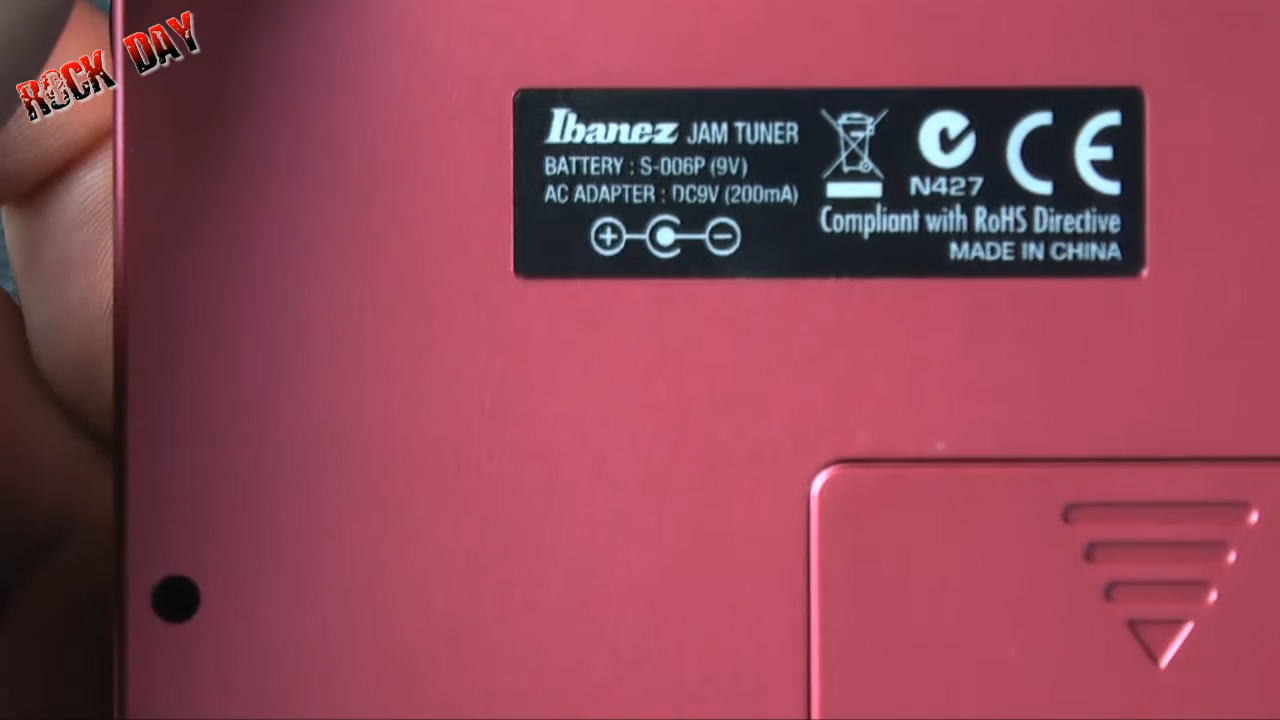 ROCK DAY
Ibanez JAM TUNER
BATTERY : S-006P (9V)
AC ADAPTER : DC9V (200mA)
N427
CE
Compliant with RoHS Directive
MADE IN CHINA